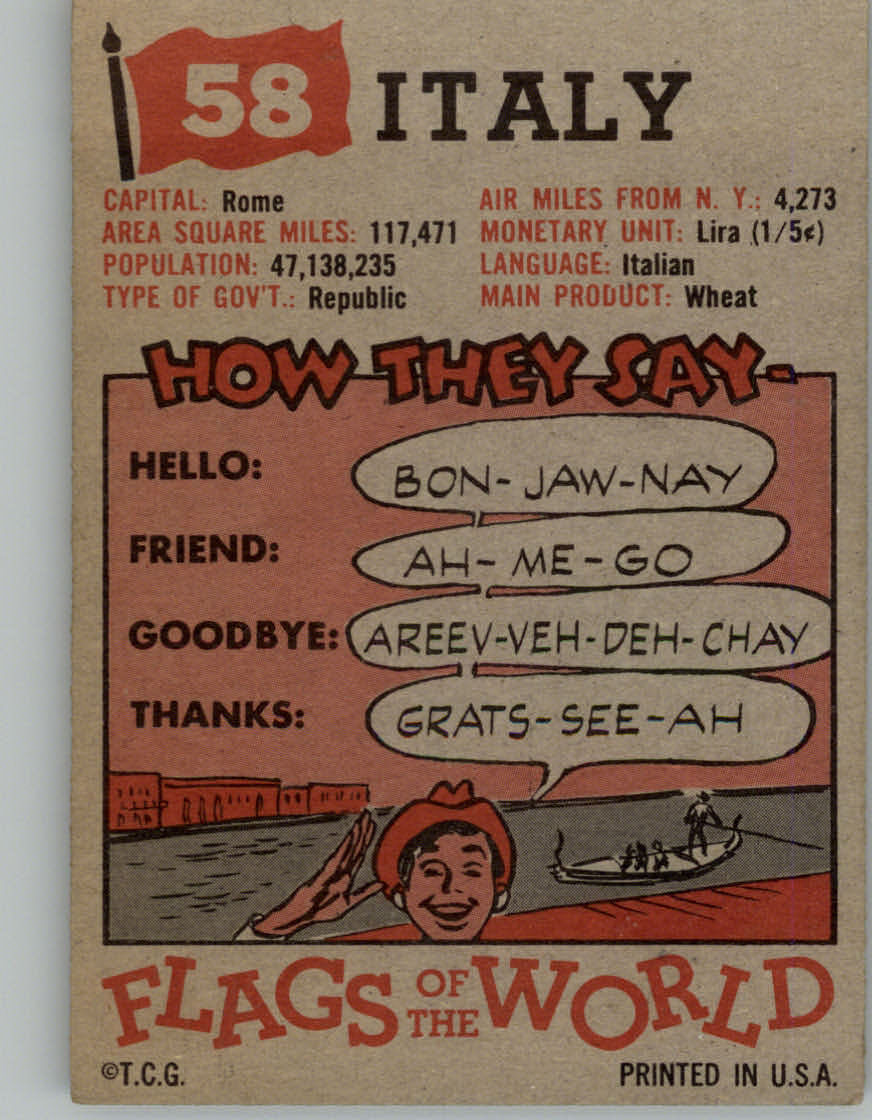 58 ITALY
CAPITAL: Rome
AREA SQUARE MILES: 117,471
POPULATION: 47,138,235
TYPE OF GOV'T.: Republic
AIR MILES FROM N. Y.: 4,273
MONETARY UNIT: Lira (1/5¢)
LANGUAGE: Italian
MAIN PRODUCT: Wheat
HOW THEY SAY-
HELLO: BON-JAW-NAY
FRIEND: AH-ME-GO
GOODBYE: AREEV-VEH-DEH-CHAY
THANKS: GRATS-SEE-AH
FLAGS OF THE WORLD
©T.C.G. PRINTED IN U.S.A.